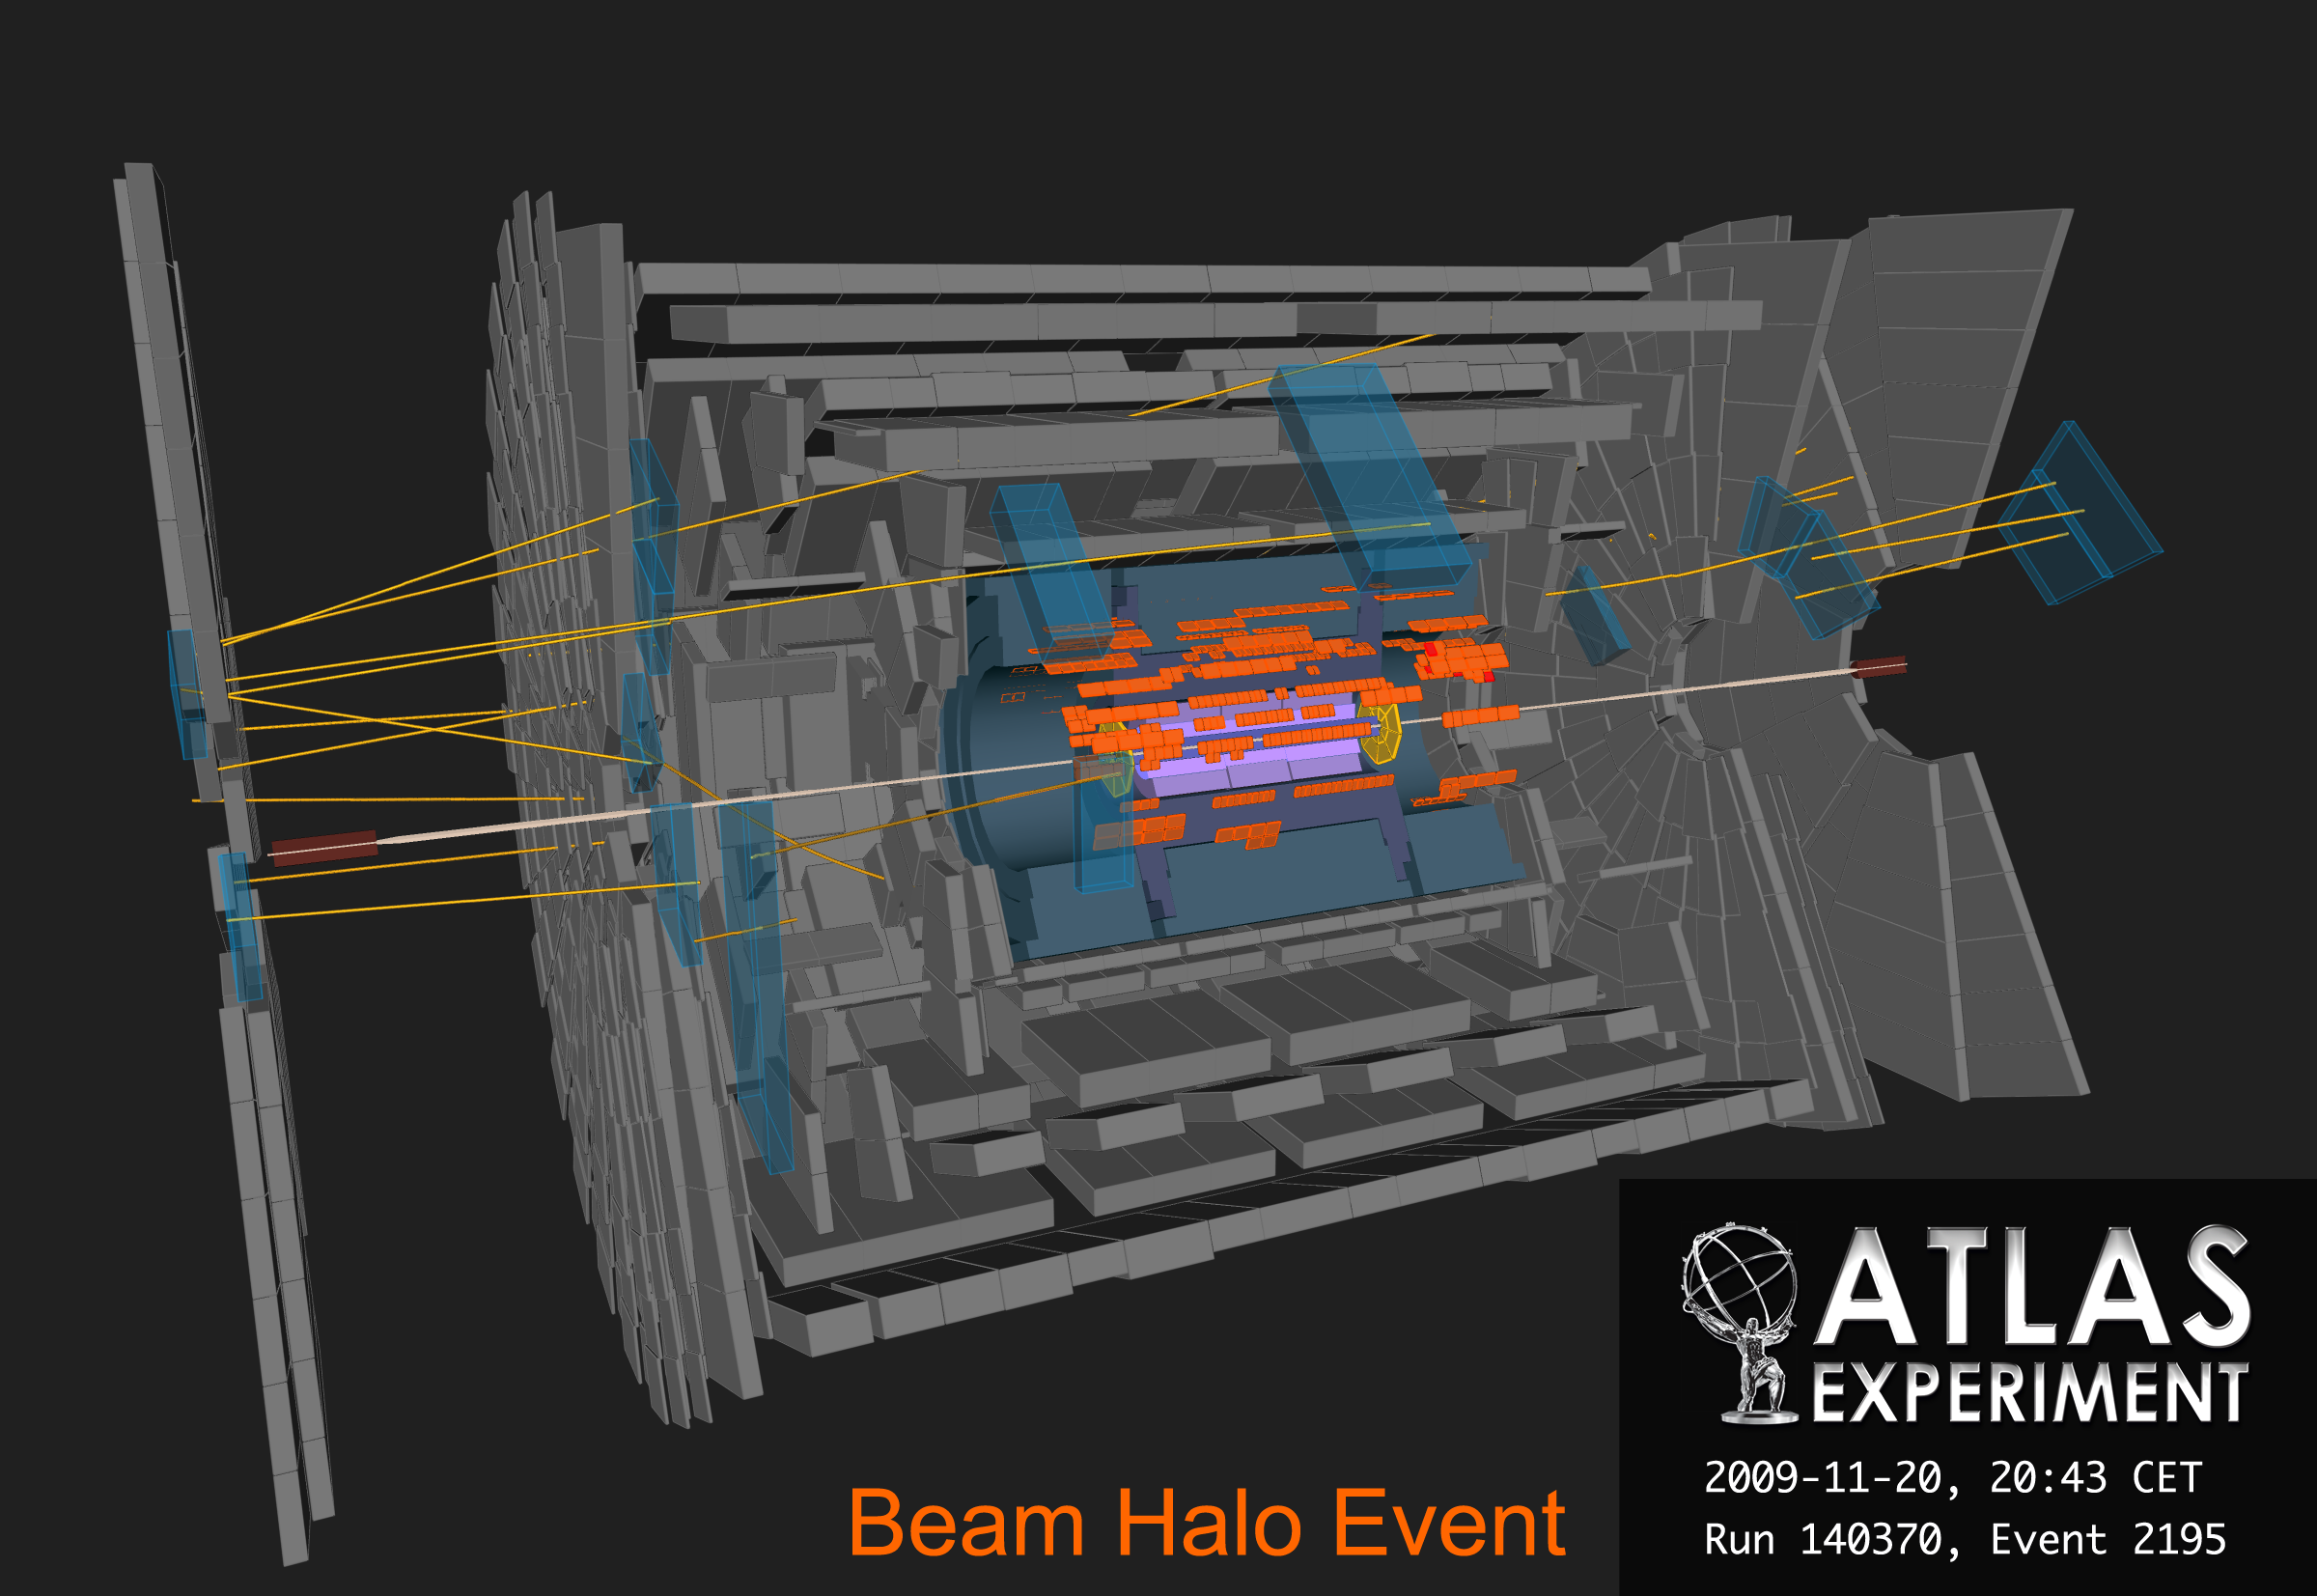 ATLAS
EXPERIMENT
2009-11-20, 20:43 CET
Run 140370, Event 2195
Beam Halo Event